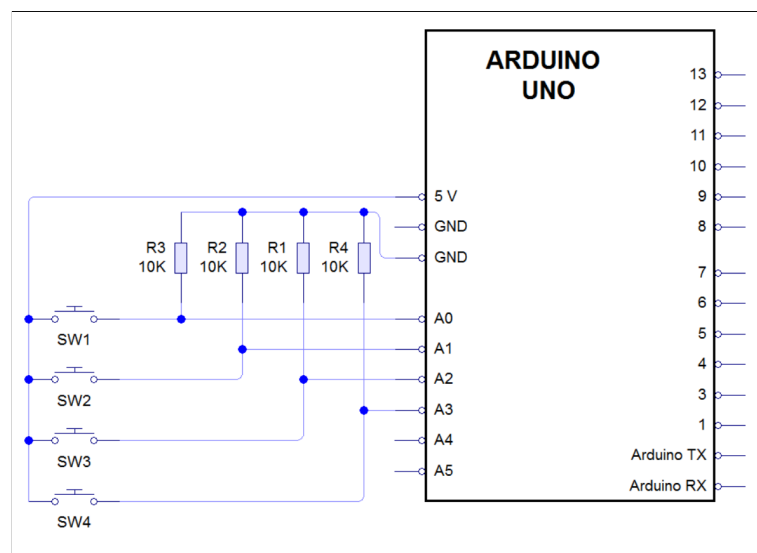 ARDUINO
UNO
13
12
11
10
5 V
9
GND
8
GND
7
R3
10K
R2
10K
R1
10K
R4
10K
6
A0
SW1
5
A1
4
A2
SW2
3
A3
1
A4
SW3
Arduino TX
A5
Arduino RX
SW4